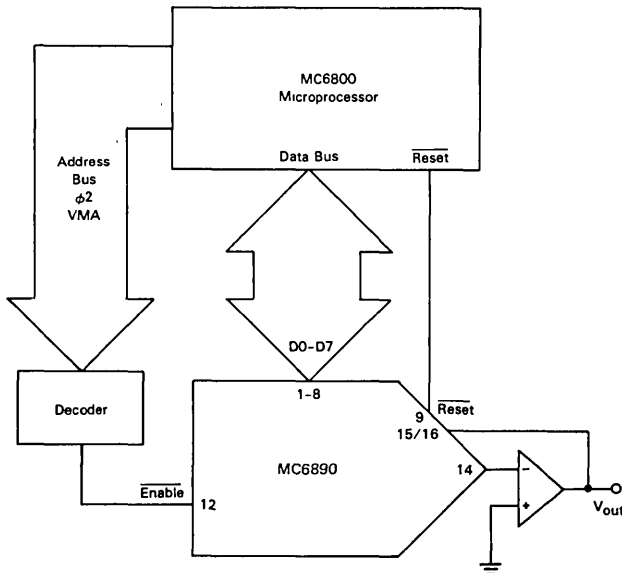 MC6800
Microprocessor
Data Bus
Reset
Address
Bus
ϕ2
VMA
D0-D7
1-8
Decoder
9
Reset
15/16
MC6890
14
Enable
12
-
+
Vout